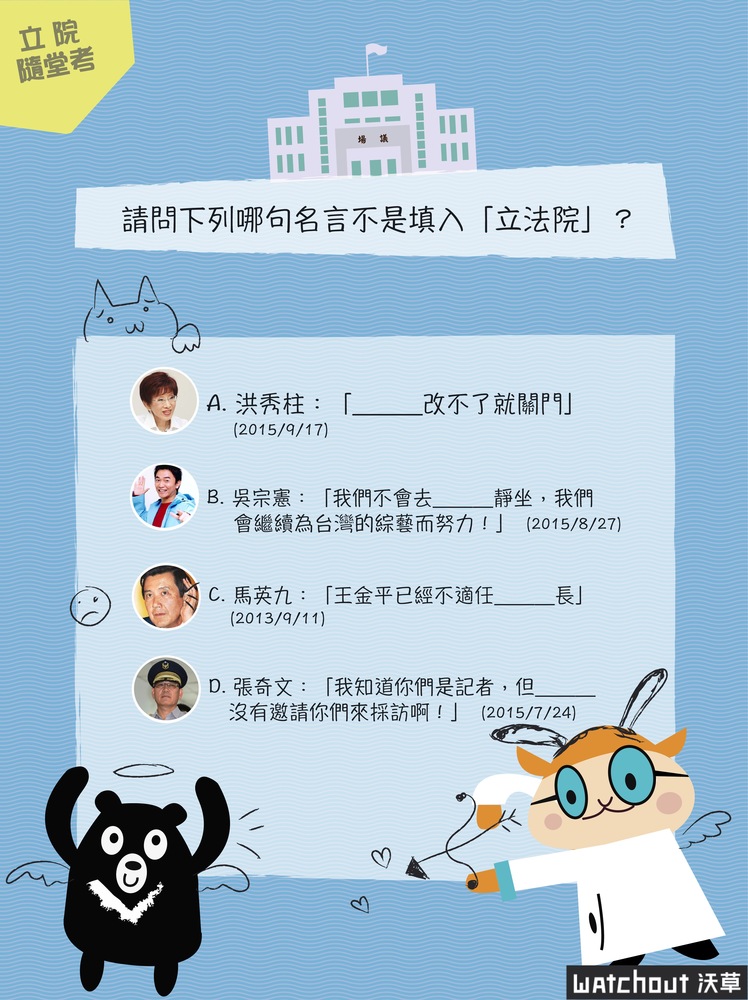 立院
隨堂考
場議
請問下列哪句名言不是填入「立法院」？
A. 洪秀柱：「______改不了就關門」
(2015/9/17)
B. 吳宗憲：「我們不會去______靜坐，我們
會繼續為台灣的綜藝而努力！」 (2015/8/27)
C. 馬英九：「王金平已經不適任______長」
(2013/9/11)
D. 張奇文：「我知道你們是記者，但______
沒有邀請你們來採訪啊！」 (2015/7/24)
watchout 沃草